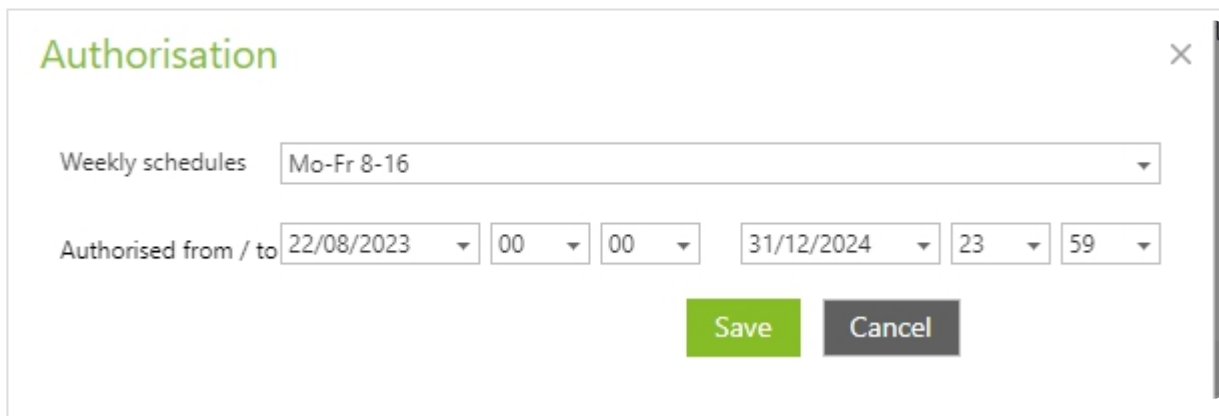 Authorisation
Weekly schedules Mo-Fr 8-16
Authorised from / to 22/08/2023 00 00 31/12/2024 23 59
Save Cancel